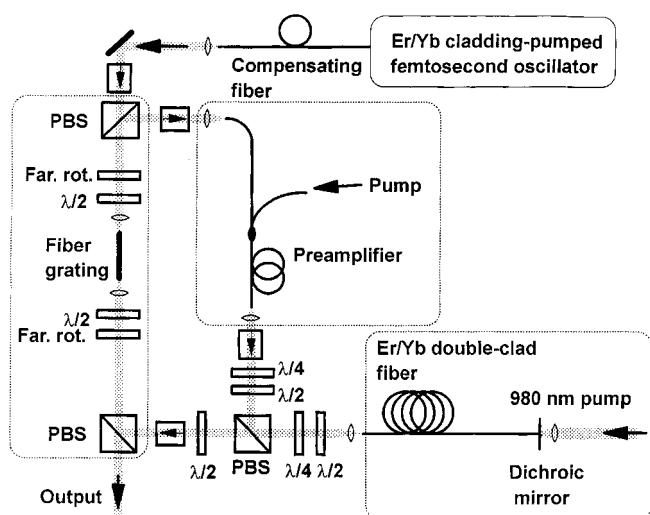 Er/Yb cladding-pumped
femtosecond oscillator
Compensating
fiber
PBS
Far. rot.
λ/2
Pump
Fiber
grating
Preamplifier
λ/2
Far. rot.
λ/4
λ/2
Er/Yb double-clad
fiber
980 nm pump
PBS
λ/2
PBS
λ/4
λ/2
Dichroic
mirror
Output